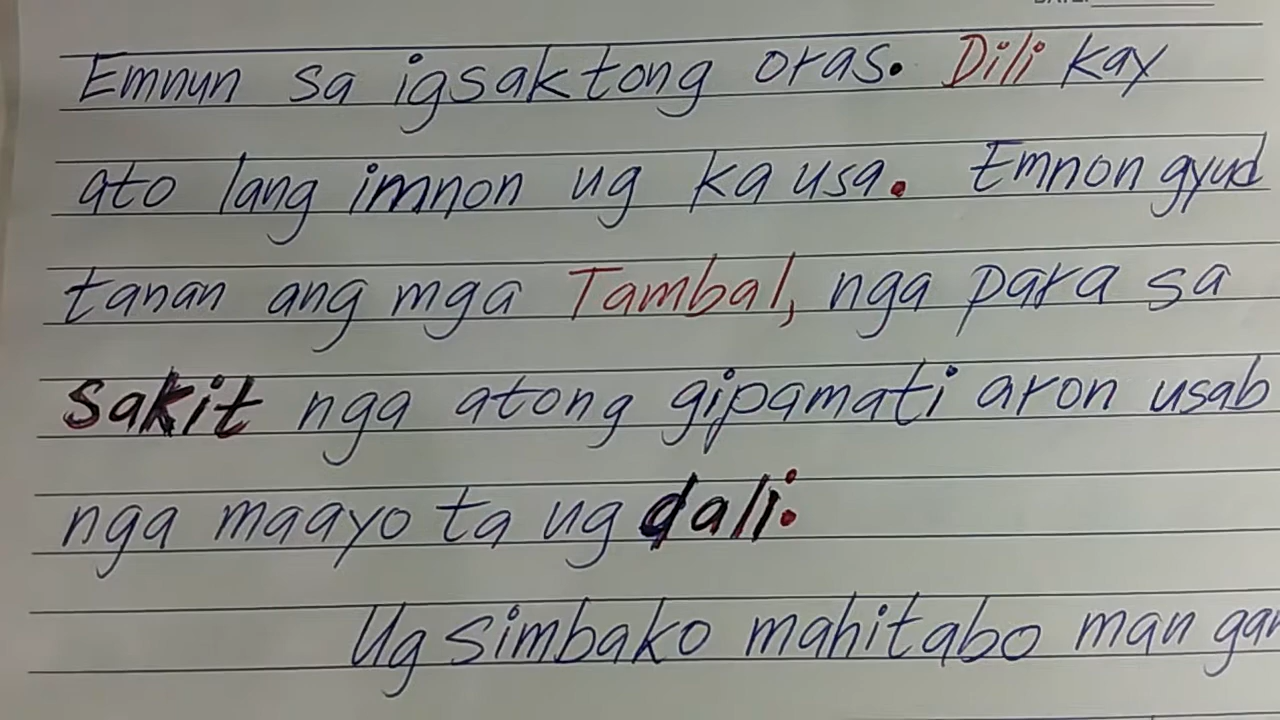 Emnun sa igsaktong oras. Dili kay
ato lang imnon ug ka usa. Emnon gyud
tanan ang mga Tambal, nga para sa
sakit nga atong gipamati aron usab
nga maayo ta ug dali.
Ug simbako mahitabo man